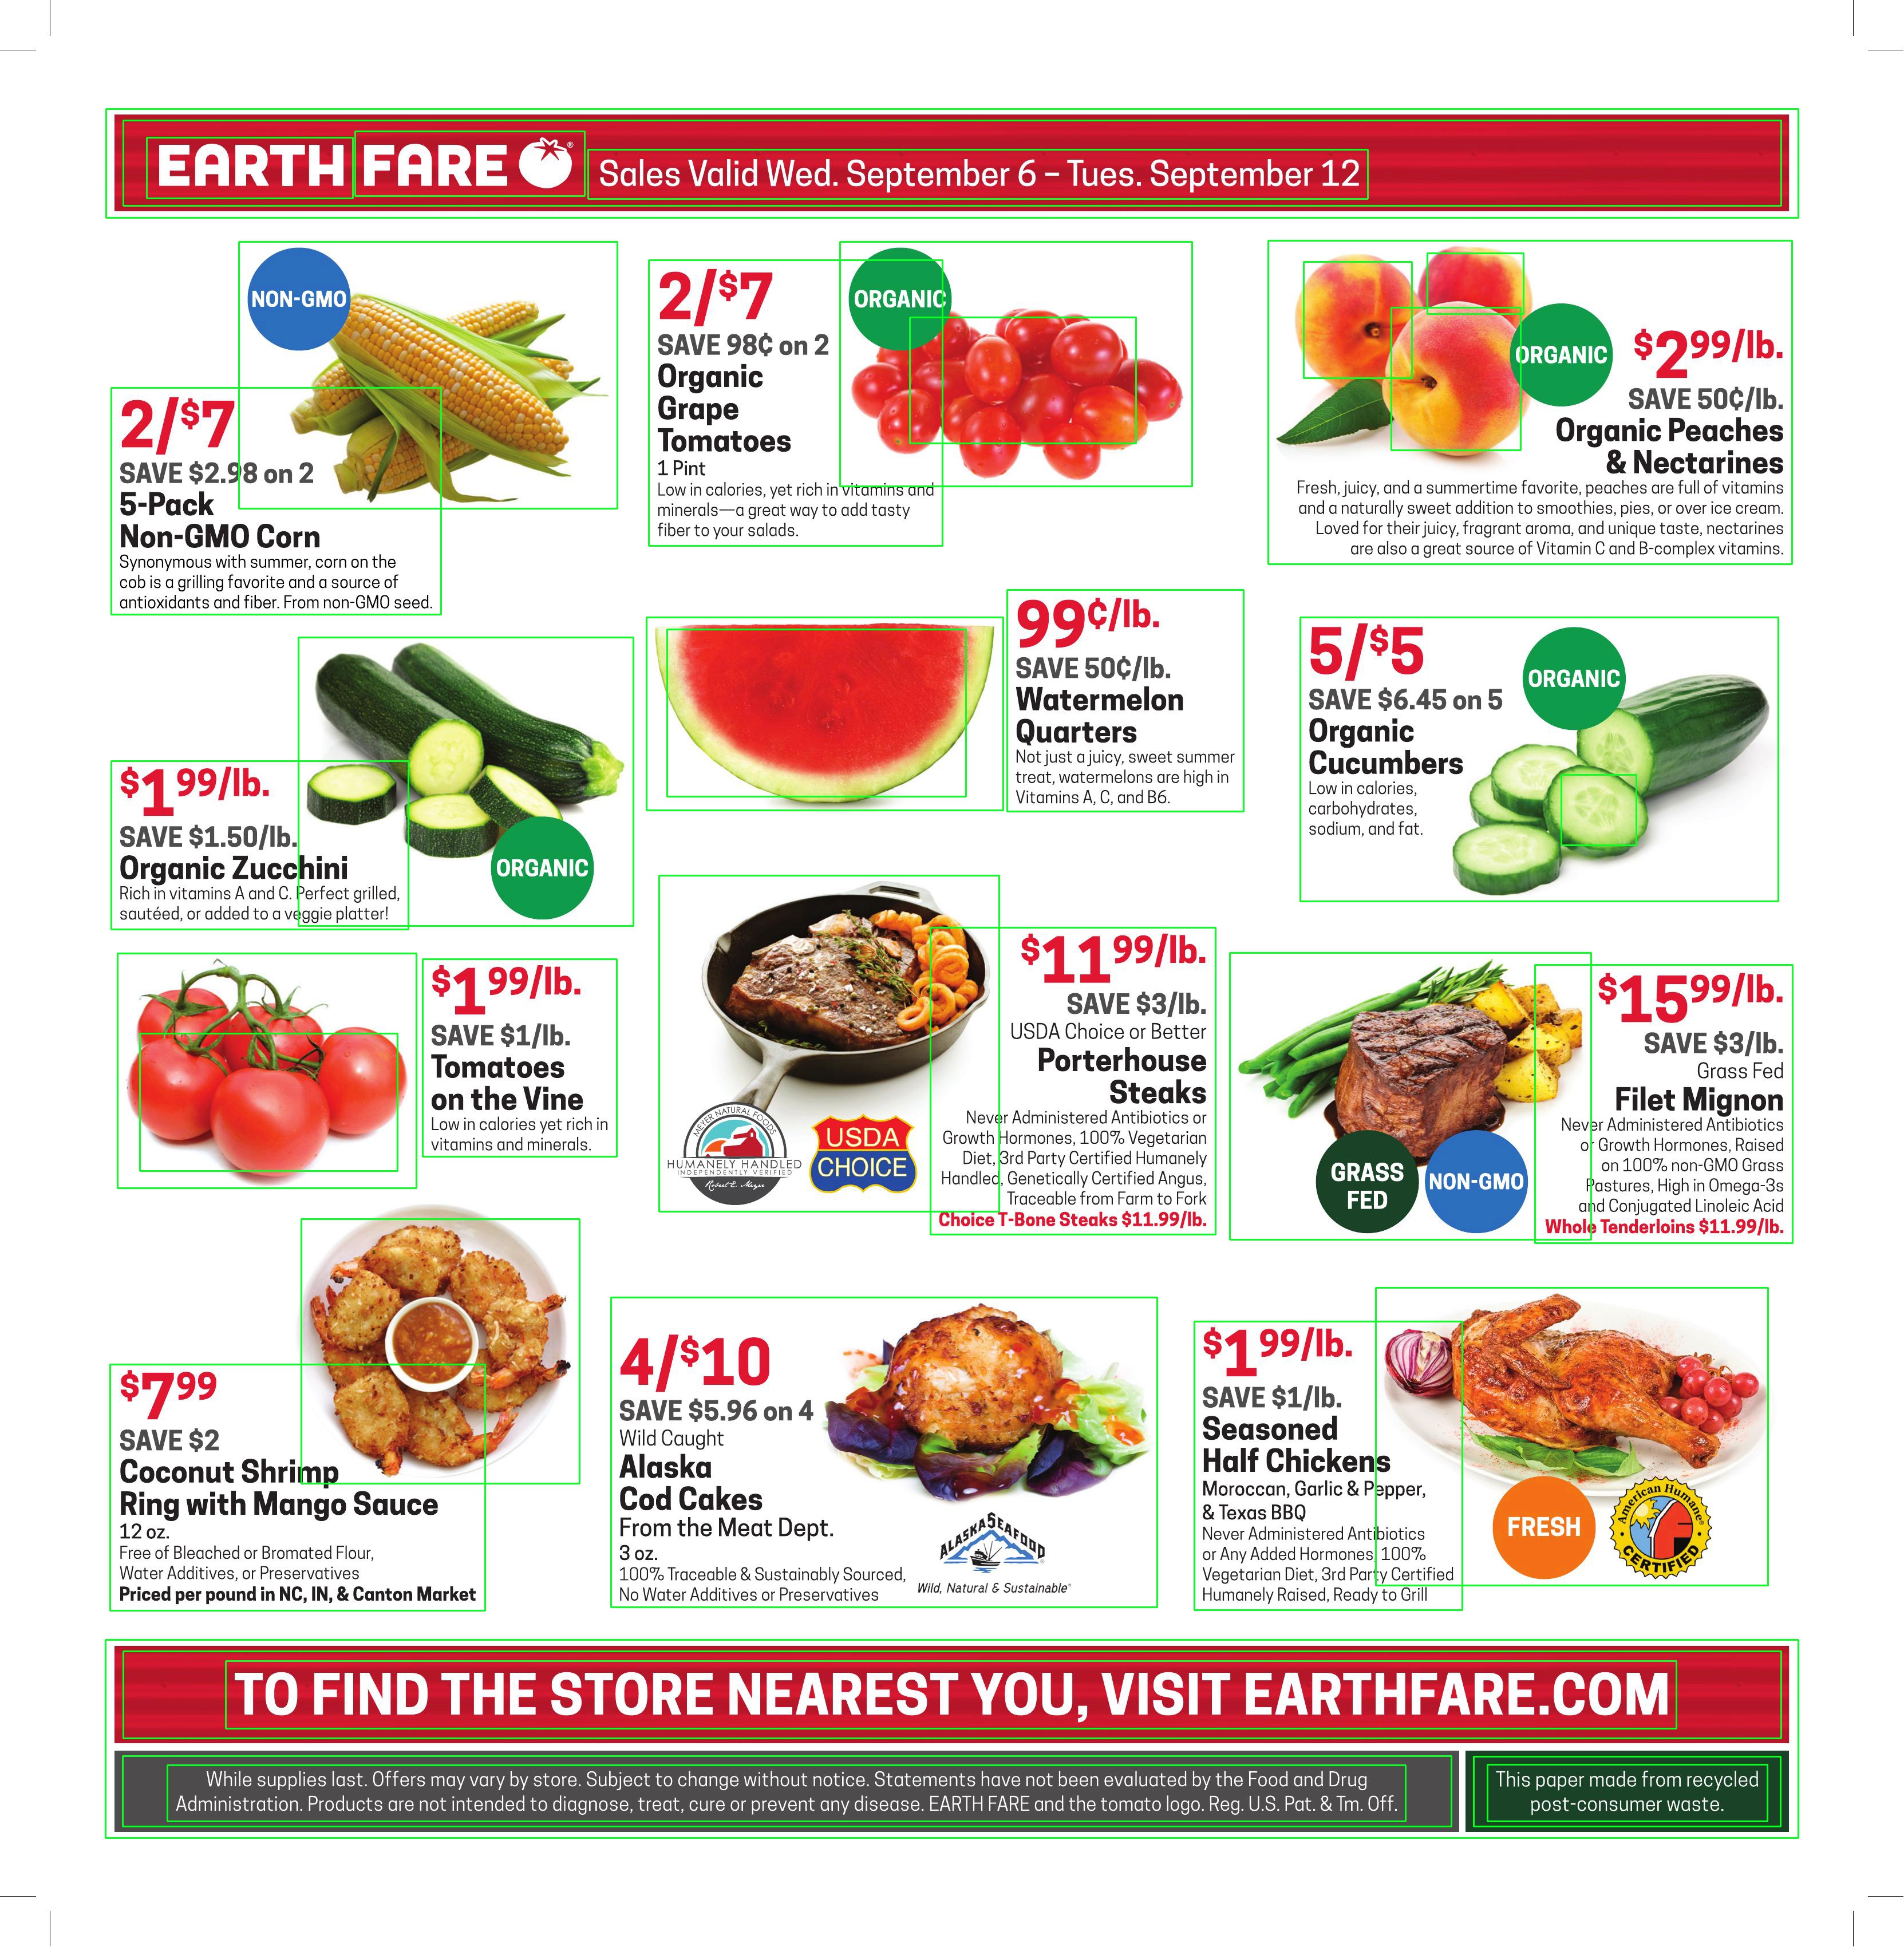 EARTH FARE ®
Sales Valid Wed. September 6 – Tues. September 12
NON-GMO
2/$7
SAVE $2.98 on 2
5-Pack
Non-GMO Corn
Synonymous with summer, corn on the
cob is a grilling favorite and a source of
antioxidants and fiber. From non-GMO seed.
2/$7
SAVE 98¢ on 2
Organic
Grape
Tomatoes
1 Pint
Low in calories, yet rich in vitamins and
minerals—a great way to add tasty
fiber to your salads.
ORGANIC
ORGANIC
$2 99/lb.
SAVE 50¢/lb.
Organic Peaches
& Nectarines
Fresh, juicy, and a summertime favorite, peaches are full of vitamins
and a naturally sweet addition to smoothies, pies, or over ice cream.
Loved for their juicy, fragrant aroma, and unique taste, nectarines
are also a great source of Vitamin C and B-complex vitamins.
$1 99/lb.
SAVE $1.50/lb.
Organic Zucchini
Rich in vitamins A and C. Perfect grilled,
sautéed, or added to a veggie platter!
ORGANIC
99¢/lb.
SAVE 50¢/lb.
Watermelon
Quarters
Not just a juicy, sweet summer
treat, watermelons are high in
Vitamins A, C, and B6.
5/$5
SAVE $6.45 on 5
Organic
Cucumbers
Low in calories,
carbohydrates,
sodium, and fat.
ORGANIC
$1 99/lb.
SAVE $1/lb.
Tomatoes
on the Vine
Low in calories yet rich in
vitamins and minerals.
MEYER NATURAL FOODS
HUMANELY HANDLED
INDEPENDENTLY VERIFIED
Robert E. Meyer
USDA
CHOICE
$11 99/lb.
SAVE $3/lb.
USDA Choice or Better
Porterhouse
Steaks
Never Administered Antibiotics or
Growth Hormones, 100% Vegetarian
Diet, 3rd Party Certified Humanely
Handled, Genetically Certified Angus,
Traceable from Farm to Fork
Choice T-Bone Steaks $11.99/lb.
GRASS
FED
NON-GMO
$15 99/lb.
SAVE $3/lb.
Grass Fed
Filet Mignon
Never Administered Antibiotics
or Growth Hormones, Raised
on 100% non-GMO Grass
Pastures, High in Omega-3s
and Conjugated Linoleic Acid
Whole Tenderloins $11.99/lb.
$7 99
SAVE $2
Coconut Shrimp
Ring with Mango Sauce
12 oz.
Free of Bleached or Bromated Flour,
Water Additives, or Preservatives
Priced per pound in NC, IN, & Canton Market
4/$10
SAVE $5.96 on 4
Wild Caught
Alaska
Cod Cakes
From the Meat Dept.
3 oz.
100% Traceable & Sustainably Sourced,
No Water Additives or Preservatives
ALASKA SEAFOOD
Wild, Natural & Sustainable®
$1 99/lb.
SAVE $1/lb.
Seasoned
Half Chickens
Moroccan, Garlic & Pepper,
& Texas BBQ
Never Administered Antibiotics
or Any Added Hormones, 100%
Vegetarian Diet, 3rd Party Certified
Humanely Raised, Ready to Grill
FRESH
American Humane
CERTIFIED
TO FIND THE STORE NEAREST YOU, VISIT EARTHFARE.COM
While supplies last. Offers may vary by store. Subject to change without notice. Statements have not been evaluated by the Food and Drug
Administration. Products are not intended to diagnose, treat, cure or prevent any disease. EARTH FARE and the tomato logo. Reg. U.S. Pat. & Tm. Off.
This paper made from recycled
post-consumer waste.